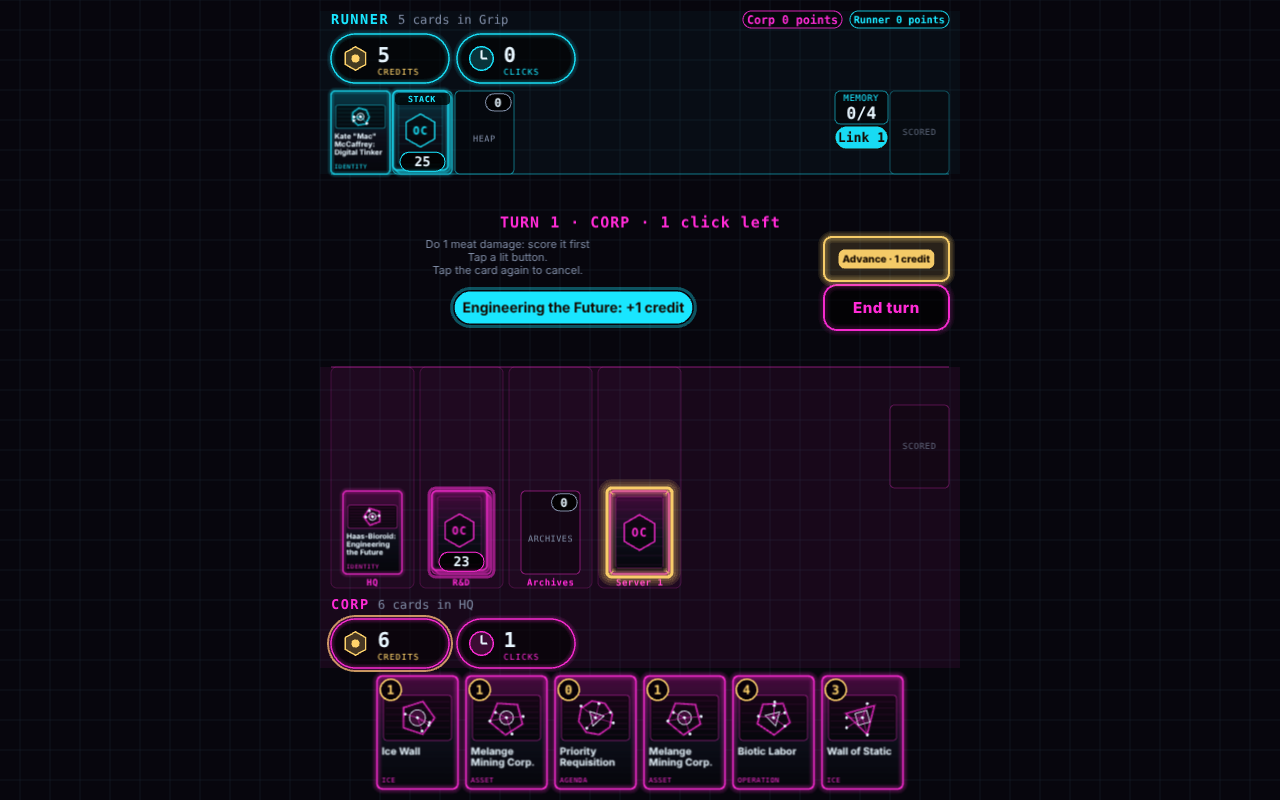 RUNNER 5 cards in Grip
Corp 0 points
Runner 0 points
5
CREDITS
0
CLICKS
Kate "Mac"
McCaffrey:
Digital Tinker
IDENTITY
STACK
OC
25
0
HEAP
MEMORY
0/4
Link 1
SCORED
TURN 1 · CORP · 1 click left
Do 1 meat damage: score it first
Tap a lit button.
Tap the card again to cancel.
Engineering the Future: +1 credit
Advance · 1 credit
End turn
SCORED
Haas-Bioroid:
Engineering
the Future
IDENTITY
HQ
OC
23
R&D
0
ARCHIVES
Archives
OC
Server 1
CORP 6 cards in HQ
6
CREDITS
1
CLICKS
1
Ice Wall
ICE
1
Melange
Mining Corp.
ASSET
0
Priority
Requisition
AGENDA
1
Melange
Mining Corp.
ASSET
4
Biotic Labor
OPERATION
3
Wall of Static
ICE